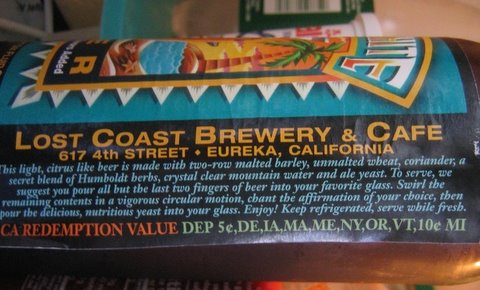 HITE
ER
LOST COAST BREWERY & CAFE
617 4th STREET • EUREKA, CALIFORNIA
This light, citrus like beer is made with two-row malted barley, unmalted wheat, coriander, a
secret blend of Humboldt herbs, crystal clear mountain water and ale yeast. To serve, we
suggest you pour all but the last two fingers of beer into your favorite glass. Swirl the
remaining contents in a vigorous circular motion, chant the affirmation of your choice, then
pour the delicious, nutritious yeast into your glass. Enjoy! Keep refrigerated, serve while fresh.
CA REDEMPTION VALUE DEP 5¢,DE,IA,MA,ME,NY,OR,VT,10¢ MI